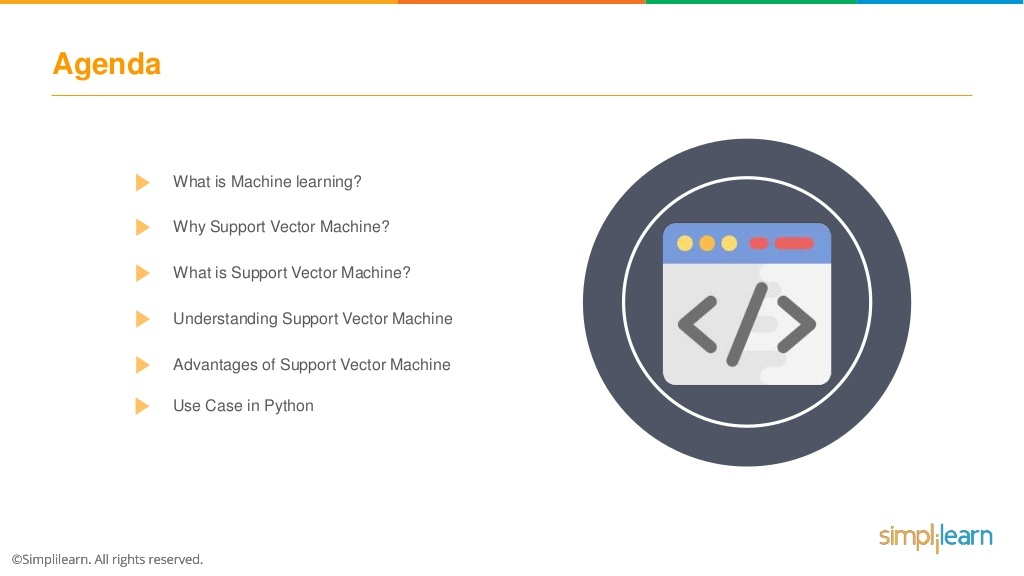 Agenda
What is Machine learning?
Why Support Vector Machine?
What is Support Vector Machine?
Understanding Support Vector Machine
Advantages of Support Vector Machine
Use Case in Python
</>
simplilearn
©Simplilearn. All rights reserved.